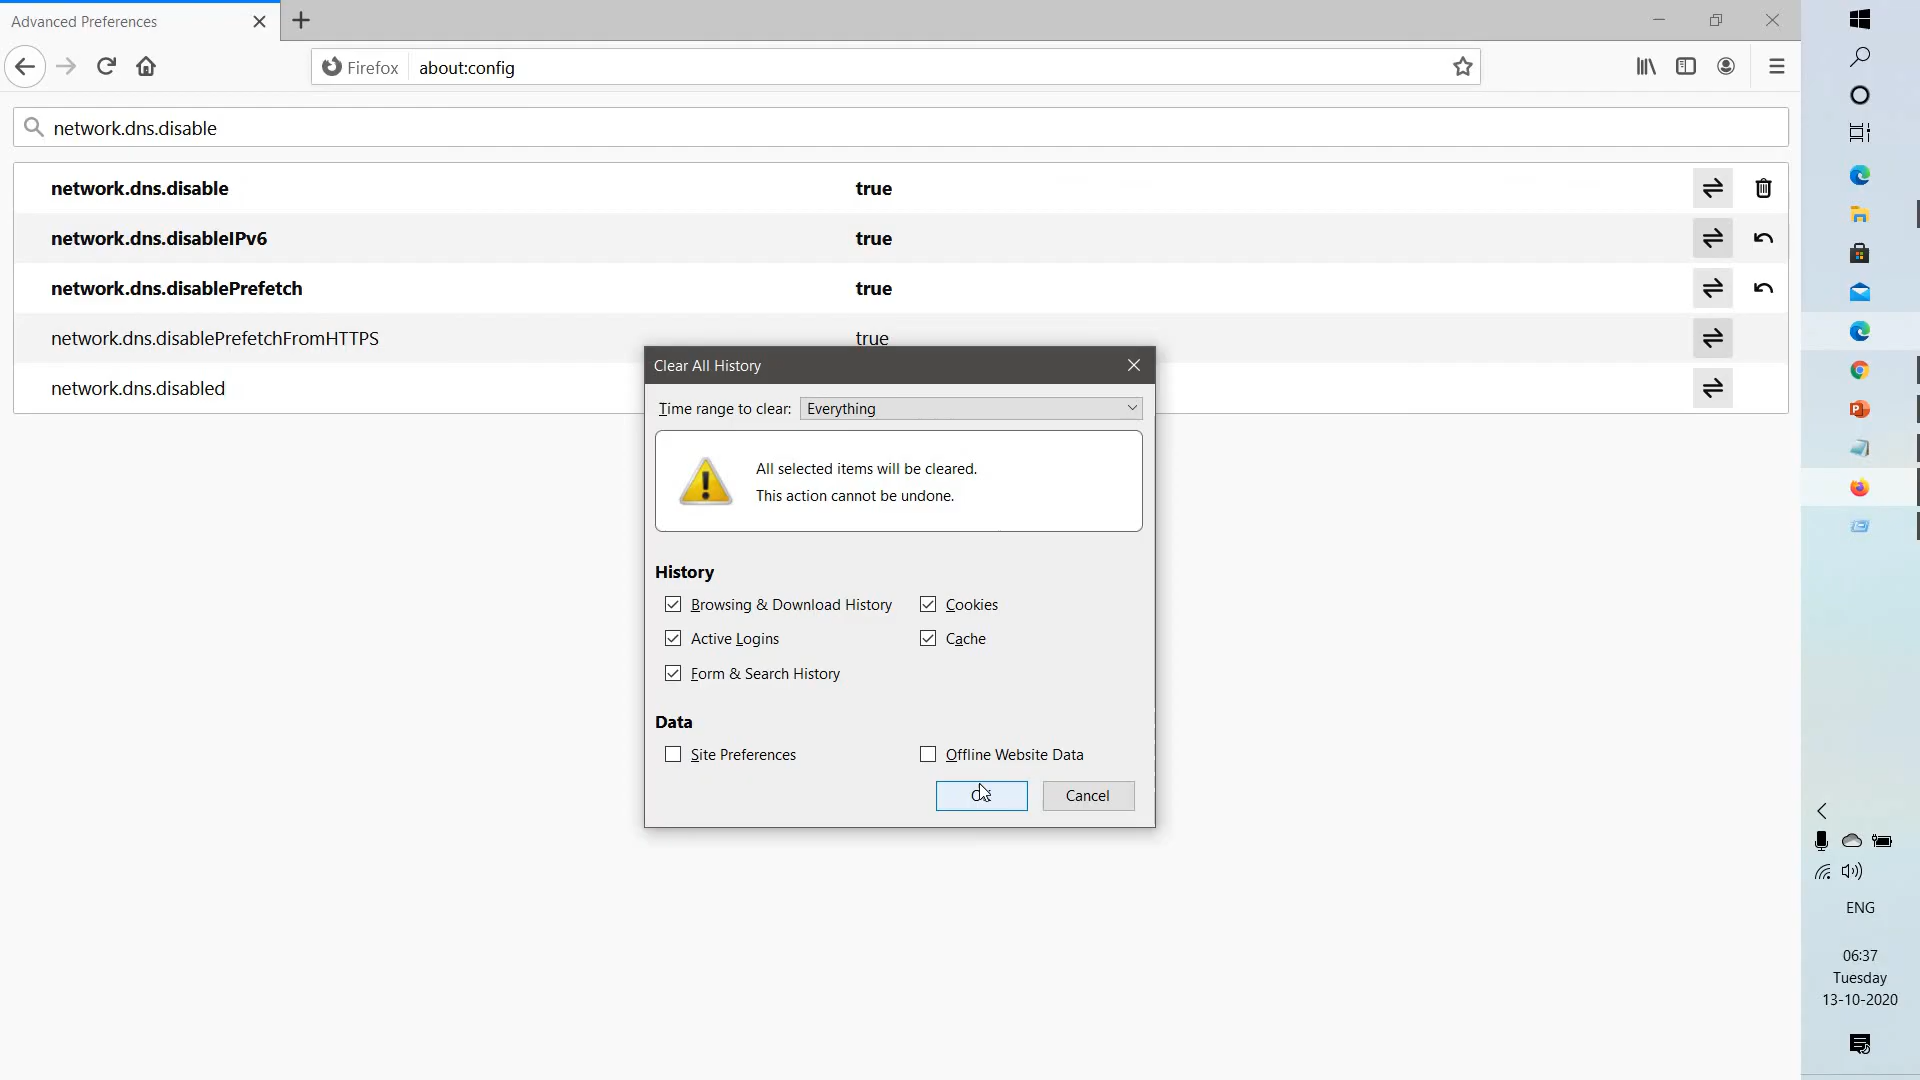 Advanced Preferences
Firefox
about:config
network.dns.disable
network.dns.disable true
network.dns.disableIPv6 true
network.dns.disablePrefetch true
network.dns.disablePrefetchFromHTTPS true
network.dns.disabled
Clear All History
Time range to clear: Everything
All selected items will be cleared.
This action cannot be undone.
History
Browsing & Download History Cookies
Active Logins Cache
Form & Search History
Data
Site Preferences Offline Website Data
Cancel
ENG
06:37
Tuesday
13-10-2020